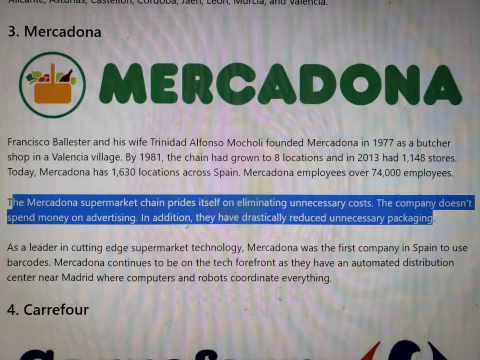 Alicante, Asturias, Castellon, Cordoba, Jaen, Leon, Murcia, and Valencia.
3. Mercadona
MERCADONA
Francisco Ballester and his wife Trinidad Alfonso Mocholi founded Mercadona in 1977 as a butcher
shop in a Valencia village. By 1981, the chain had grown to 8 locations and in 2013 had 1,148 stores.
Today, Mercadona has 1,630 locations across Spain. Mercadona employees over 74,000 employees.
The Mercadona supermarket chain prides itself on eliminating unnecessary costs. The company doesn't
spend money on advertising. In addition, they have drastically reduced unnecessary packaging.
As a leader in cutting edge supermarket technology, Mercadona was the first company in Spain to use
barcodes. Mercadona continues to be on the tech forefront as they have an automated distribution
center near Madrid where computers and robots coordinate everything.
4. Carrefour